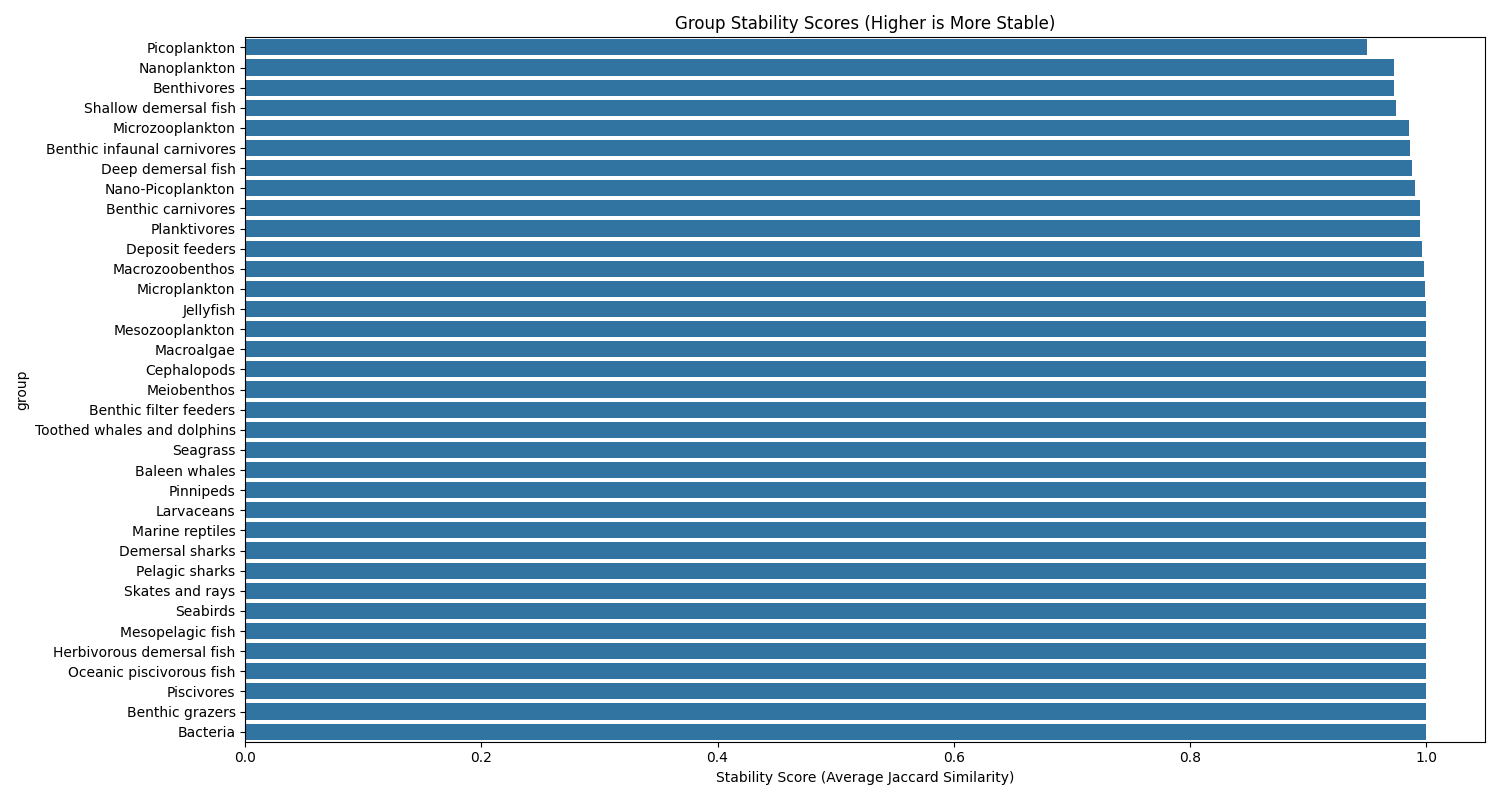 Group Stability Scores (Higher is More Stable)
group
Picoplankton
Nanoplankton
Benthivores
Shallow demersal fish
Microzooplankton
Benthic infaunal carnivores
Deep demersal fish
Nano-Picoplankton
Benthic carnivores
Planktivores
Deposit feeders
Macrozoobenthos
Microplankton
Jellyfish
Mesozooplankton
Macroalgae
Cephalopods
Meiobenthos
Benthic filter feeders
Toothed whales and dolphins
Seagrass
Baleen whales
Pinnipeds
Larvaceans
Marine reptiles
Demersal sharks
Pelagic sharks
Skates and rays
Seabirds
Mesopelagic fish
Herbivorous demersal fish
Oceanic piscivorous fish
Piscivores
Benthic grazers
Bacteria
0.0 0.2 0.4 0.6 0.8 1.0
Stability Score (Average Jaccard Similarity)